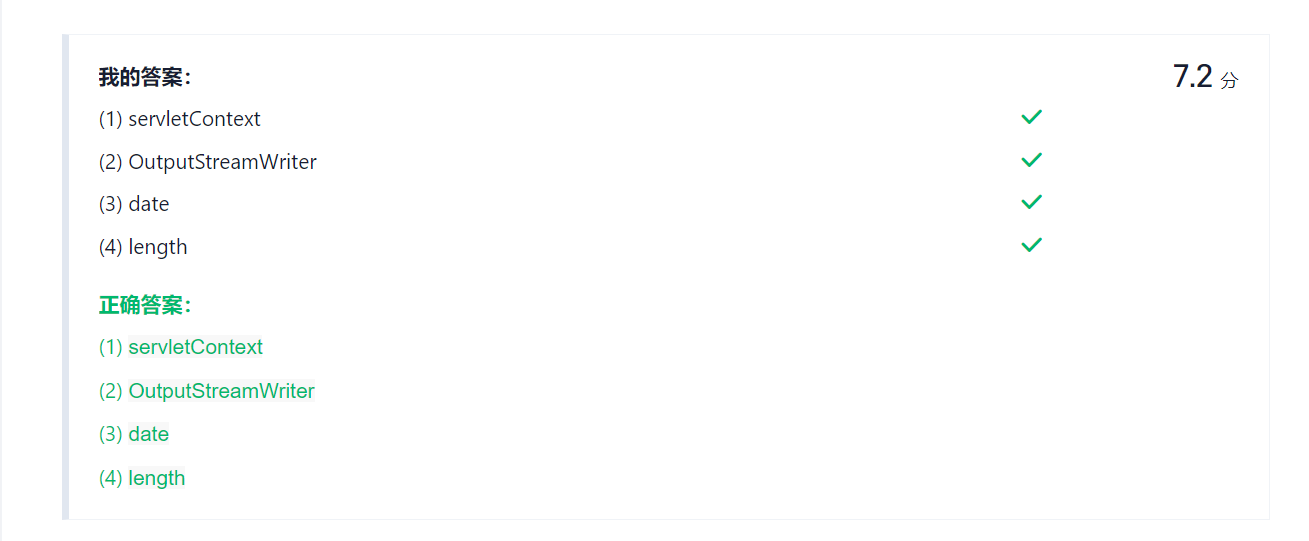 我的答案：
7.2 分
(1) servletContext
(2) OutputStreamWriter
(3) date
(4) length
正确答案：
(1) servletContext
(2) OutputStreamWriter
(3) date
(4) length